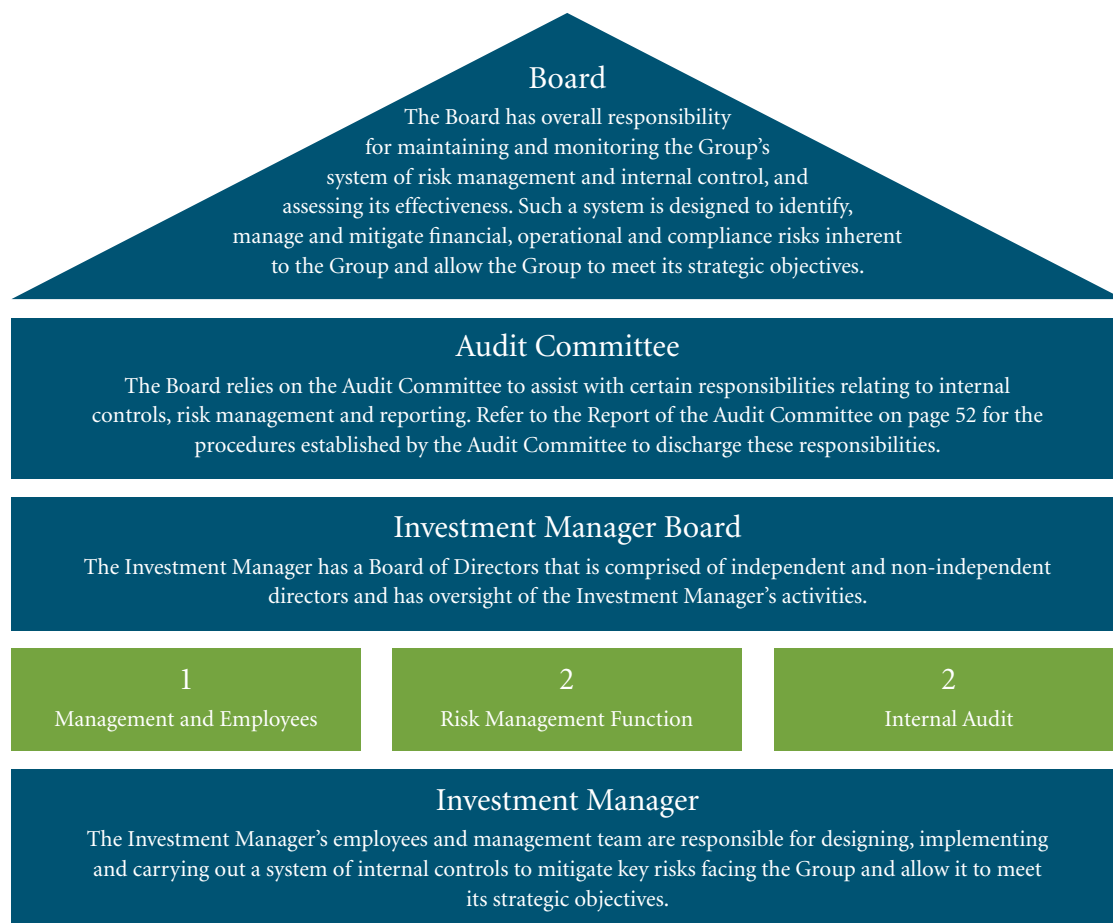 Board
The Board has overall responsibility
for maintaining and monitoring the Group’s
system of risk management and internal control, and
assessing its effectiveness. Such a system is designed to identify,
manage and mitigate financial, operational and compliance risks inherent
to the Group and allow the Group to meet its strategic objectives.
Audit Committee
The Board relies on the Audit Committee to assist with certain responsibilities relating to internal
controls, risk management and reporting. Refer to the Report of the Audit Committee on page 52 for the
procedures established by the Audit Committee to discharge these responsibilities.
Investment Manager Board
The Investment Manager has a Board of Directors that is comprised of independent and non-independent
directors and has oversight of the Investment Manager’s activities.
1
Management and Employees
2
Risk Management Function
2
Internal Audit
Investment Manager
The Investment Manager’s employees and management team are responsible for designing, implementing
and carrying out a system of internal controls to mitigate key risks facing the Group and allow it to meet
its strategic objectives.